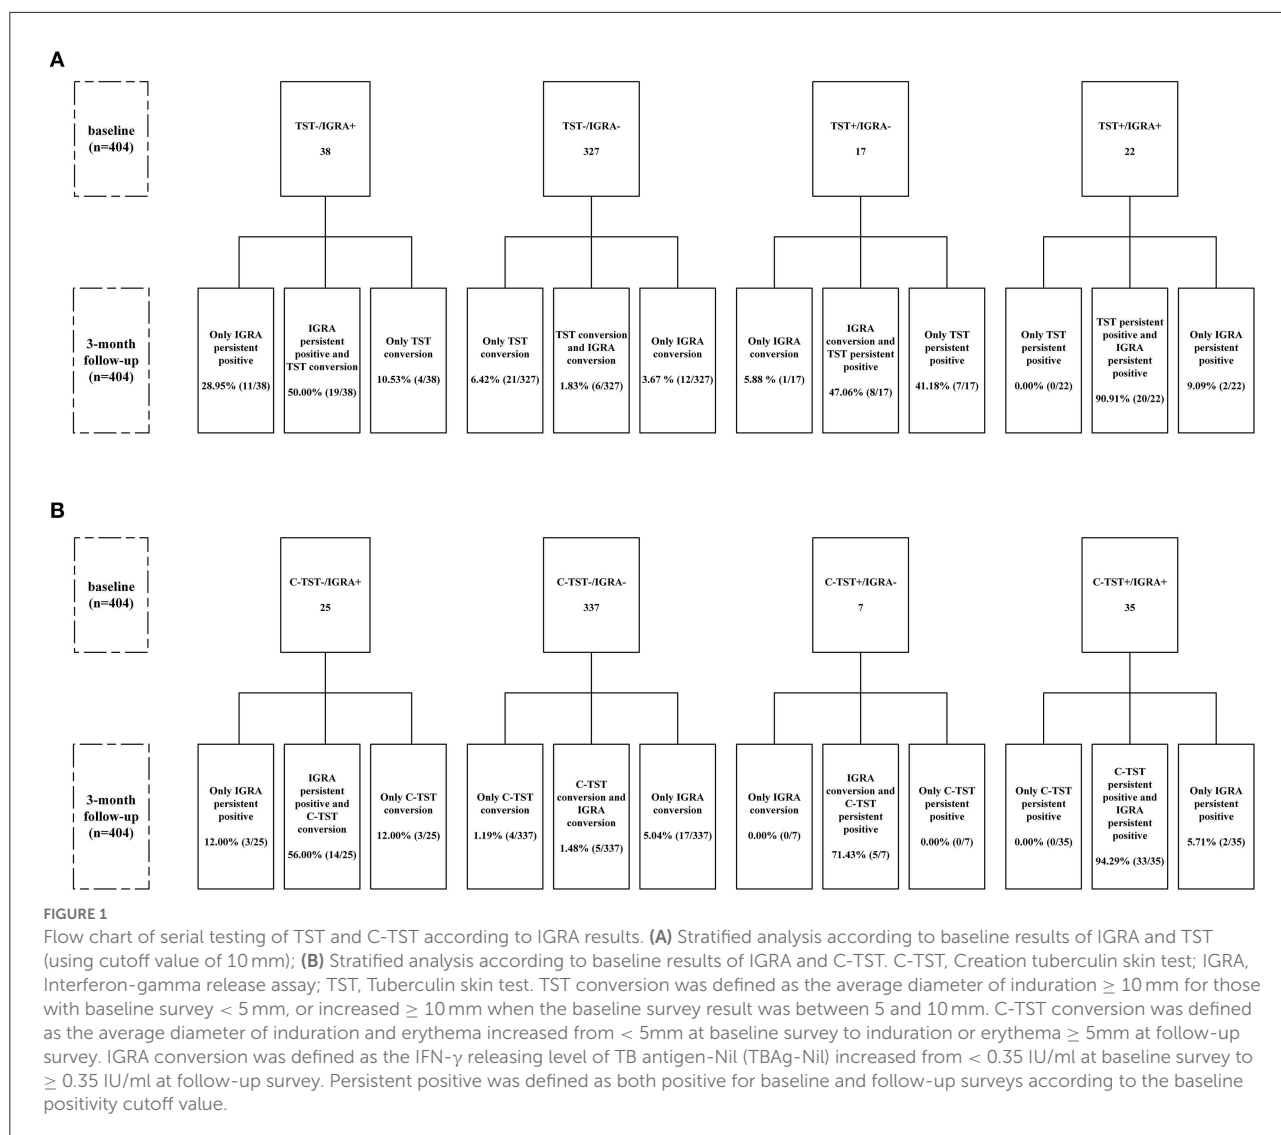 A
baseline
(n=404)
TST-/IGRA+
38
TST-/IGRA-
327
TST+/IGRA-
17
TST+/IGRA+
22
3-month
follow-up
(n=404)
Only IGRA
persistent
positive
28.95% (11/38)
IGRA
persistent
positive and
TST conversion
50.00% (19/38)
Only TST
conversion
10.53% (4/38)
Only TST
conversion
6.42% (21/327)
TST conversion
and IGRA
conversion
1.83% (6/327)
Only IGRA
conversion
3.67 % (12/327)
Only IGRA
conversion
5.88 % (1/17)
IGRA
conversion and
TST persistent
positive
47.06% (8/17)
Only TST
persistent
positive
41.18% (7/17)
Only TST
persistent
positive
0.00% (0/22)
TST persistent
positive and
IGRA
persistent
positive
90.91% (20/22)
Only IGRA
persistent
positive
9.09% (2/22)
B
baseline
(n=404)
C-TST-/IGRA+
25
C-TST-/IGRA-
337
C-TST+/IGRA-
7
C-TST+/IGRA+
35
3-month
follow-up
(n=404)
Only IGRA
persistent
positive
12.00% (3/25)
IGRA
persistent
positive and
C-TST
conversion
56.00% (14/25)
Only C-TST
conversion
12.00% (3/25)
Only C-TST
conversion
1.19% (4/337)
C-TST
conversion and
IGRA
conversion
1.48% (5/337)
Only IGRA
conversion
5.04% (17/337)
Only IGRA
conversion
0.00% (0/7)
IGRA
conversion and
C-TST
persistent
positive
71.43% (5/7)
Only C-TST
persistent
positive
0.00% (0/7)
Only C-TST
persistent
positive
0.00% (0/35)
C-TST
persistent
positive and
IGRA
persistent
positive
94.29% (33/35)
Only IGRA
persistent
positive
5.71% (2/35)
FIGURE 1
Flow chart of serial testing of TST and C-TST according to IGRA results. (A) Stratified analysis according to baseline results of IGRA and TST
(using cutoff value of 10 mm); (B) Stratified analysis according to baseline results of IGRA and C-TST. C-TST, Creation tuberculin skin test; IGRA,
Interferon-gamma release assay; TST, Tuberculin skin test. TST conversion was defined as the average diameter of induration ≥ 10 mm for those
with baseline survey < 5 mm, or increased ≥ 10 mm when the baseline survey result was between 5 and 10 mm. C-TST conversion was defined
as the average diameter of induration and erythema increased from < 5mm at baseline survey to induration or erythema ≥ 5mm at follow-up
survey. IGRA conversion was defined as the IFN-γ releasing level of TB antigen-Nil (TBAg-Nil) increased from < 0.35 IU/ml at baseline survey to
≥ 0.35 IU/ml at follow-up survey. Persistent positive was defined as both positive for baseline and follow-up surveys according to the baseline
positivity cutoff value.